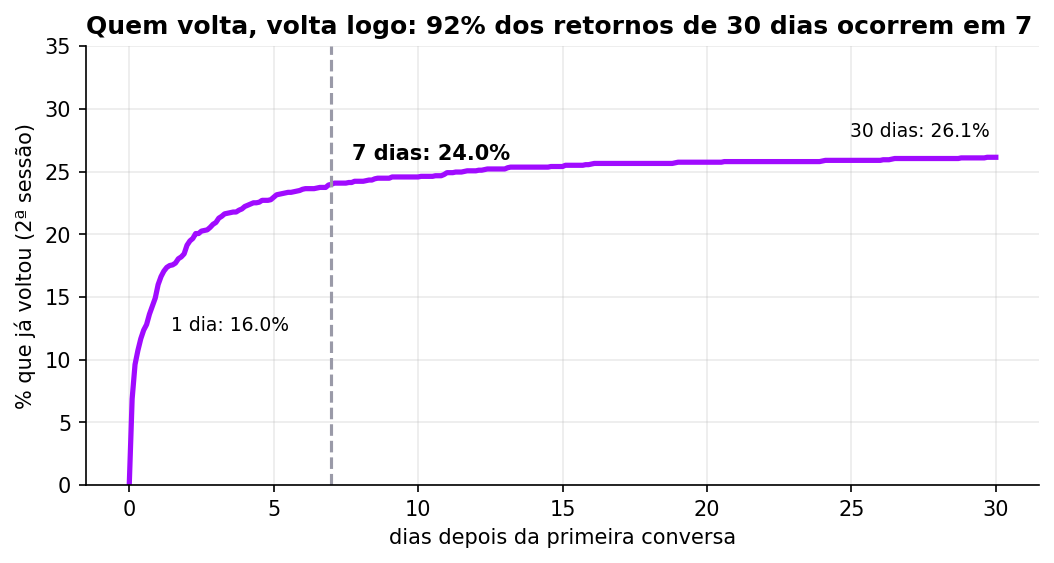 Quem volta, volta logo: 92% dos retornos de 30 dias ocorrem em 7
35
30
25
20
15
10
5
0
% que já voltou (2ª sessão)
30 dias: 26.1%
7 dias: 24.0%
1 dia: 16.0%
0 5 10 15 20 25 30
dias depois da primeira conversa